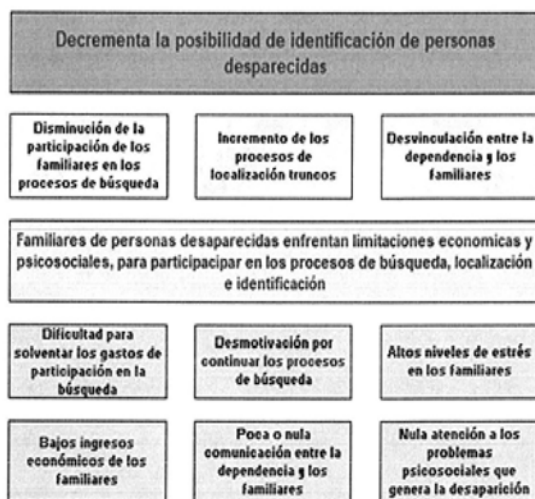 Decrementa la posibilidad de identificación de personas
desparecidas
Disminución de la
participación de los
familiares en los
procesos de búsqueda
Incremento de los
procesos de
localización truncos
Desvinculación entre la
dependencia y los
familiares
Familiares de personas desaparecidas enfrentan limitaciones economicas y
psicosociales, para participacipar en los procesos de búsqueda, localización
e identificación
Dificultad para
solventar los gastos de
participación en la
búsqueda
Desmotivación por
continuar los procesos
de búsqueda
Altos niveles de estrés
en los familiares
Bajos ingresos
económicos de los
familiares
Poca o nula
comunicación entre la
dependencia y los
familiares
Nula atención a los
problemas
psicosociales que
genera la desaparición